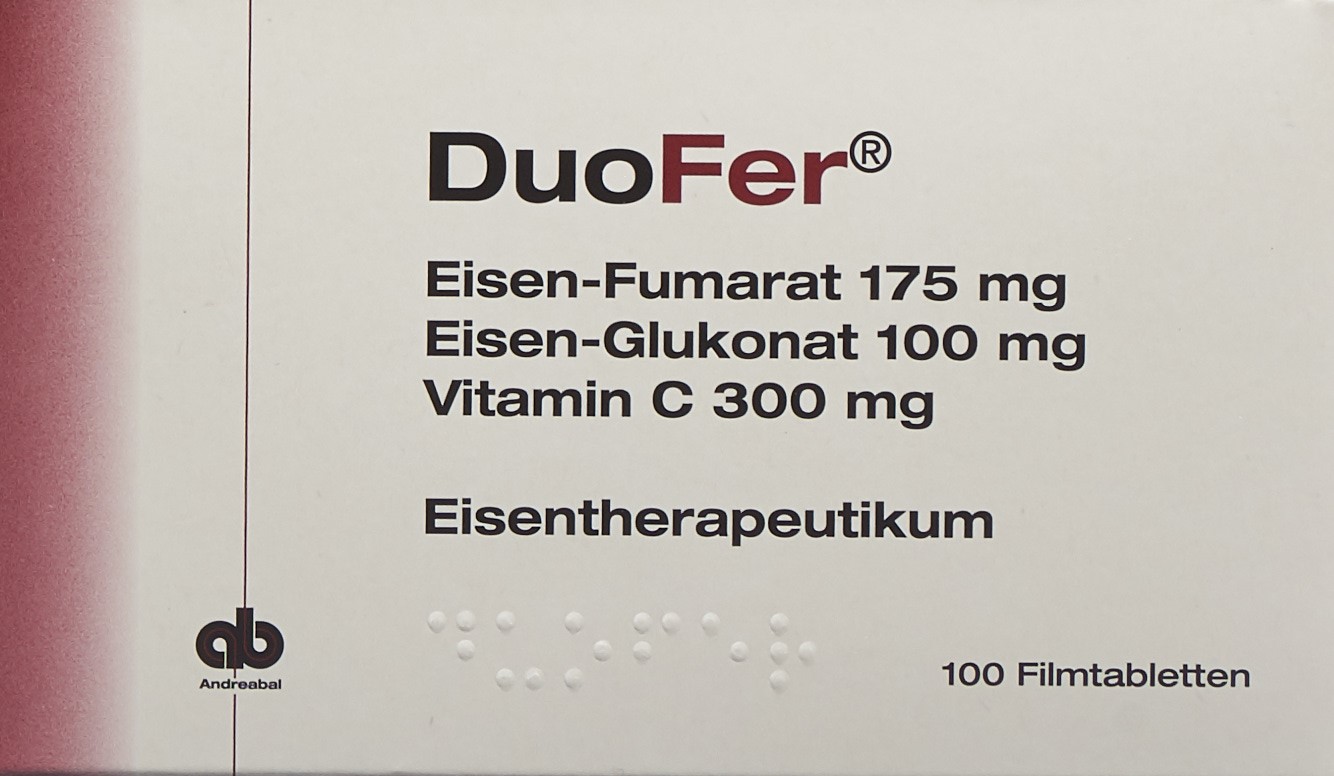 DuoFer®
Eisen-Fumarat 175 mg
Eisen-Glukonat 100 mg
Vitamin C 300 mg
Eisentherapeutikum
⠙⠥⠕⠋⠑⠗
ab
Andreabal
100 Filmtabletten